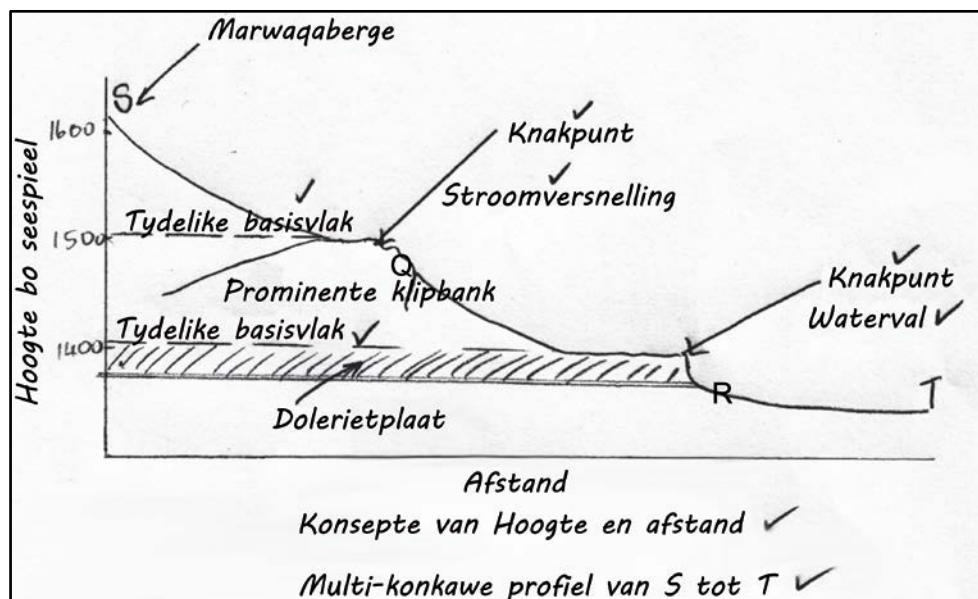 Marwaqaberge
S
1600
Knakpunt ✓
Stroomversnelling ✓
Tydelike basisvlak ✓
1500
Q
Prominente klipbank
Knakpunt ✓
Waterval ✓
Tydelike basisvlak ✓
1400
R
T
Dolerietplaat
Hoogte bo seespieel
Afstand
Konsepte van Hoogte en afstand ✓
Multi-konkawe profiel van S tot T ✓